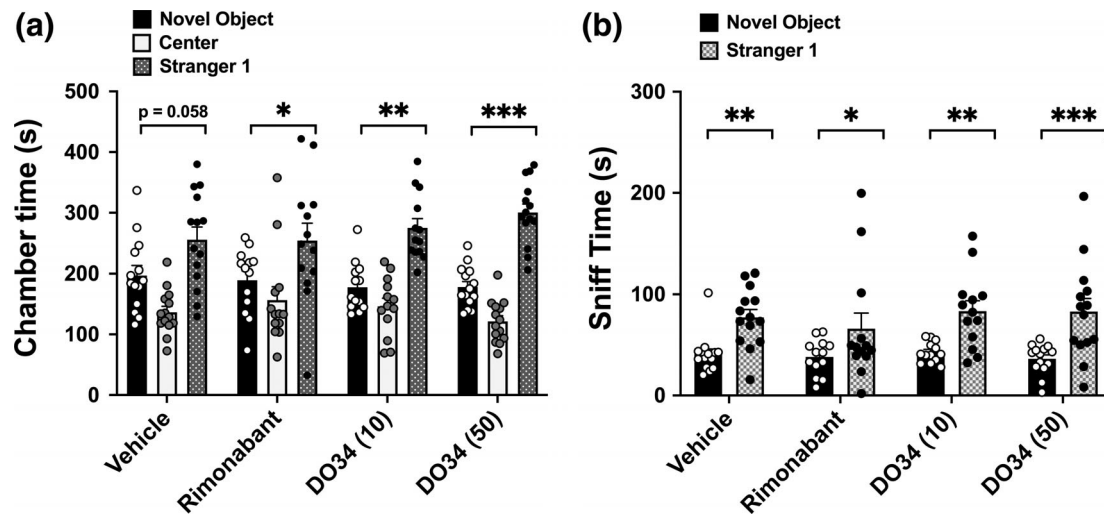 (a)
Novel Object
Center
Stranger 1
Chamber time (s)
500
400
300
200
100
0
p = 0.058
*
**
***
Vehicle
Rimonabant
DO34 (10)
DO34 (50)
(b)
Novel Object
Stranger 1
Sniff Time (s)
300
200
100
0
**
*
**
***
Vehicle
Rimonabant
DO34 (10)
DO34 (50)